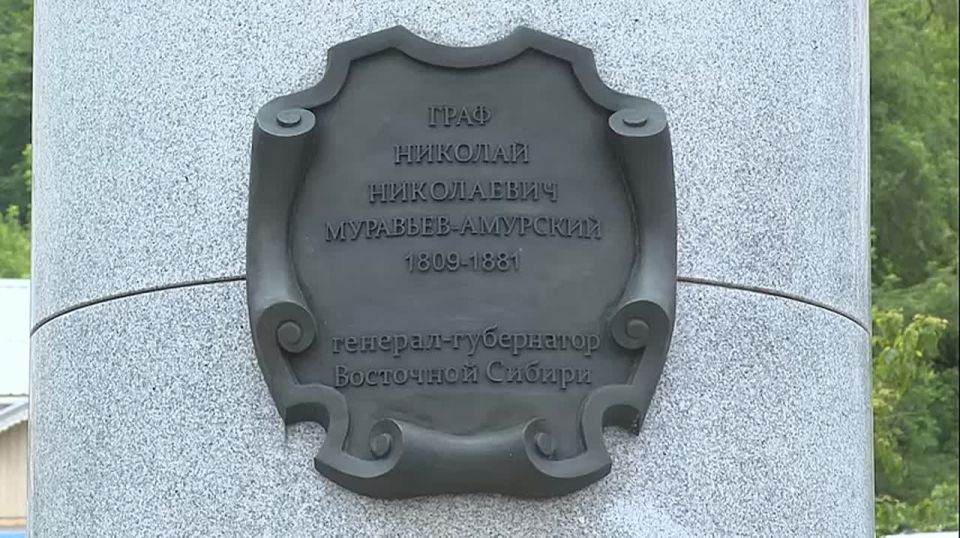 ГРАФ
НИКОЛАЙ
НИКОЛАЕВИЧ
МУРАВЬЕВ-АМУРСКИЙ
1809-1881
генерал-губернатор
Восточной Сибири